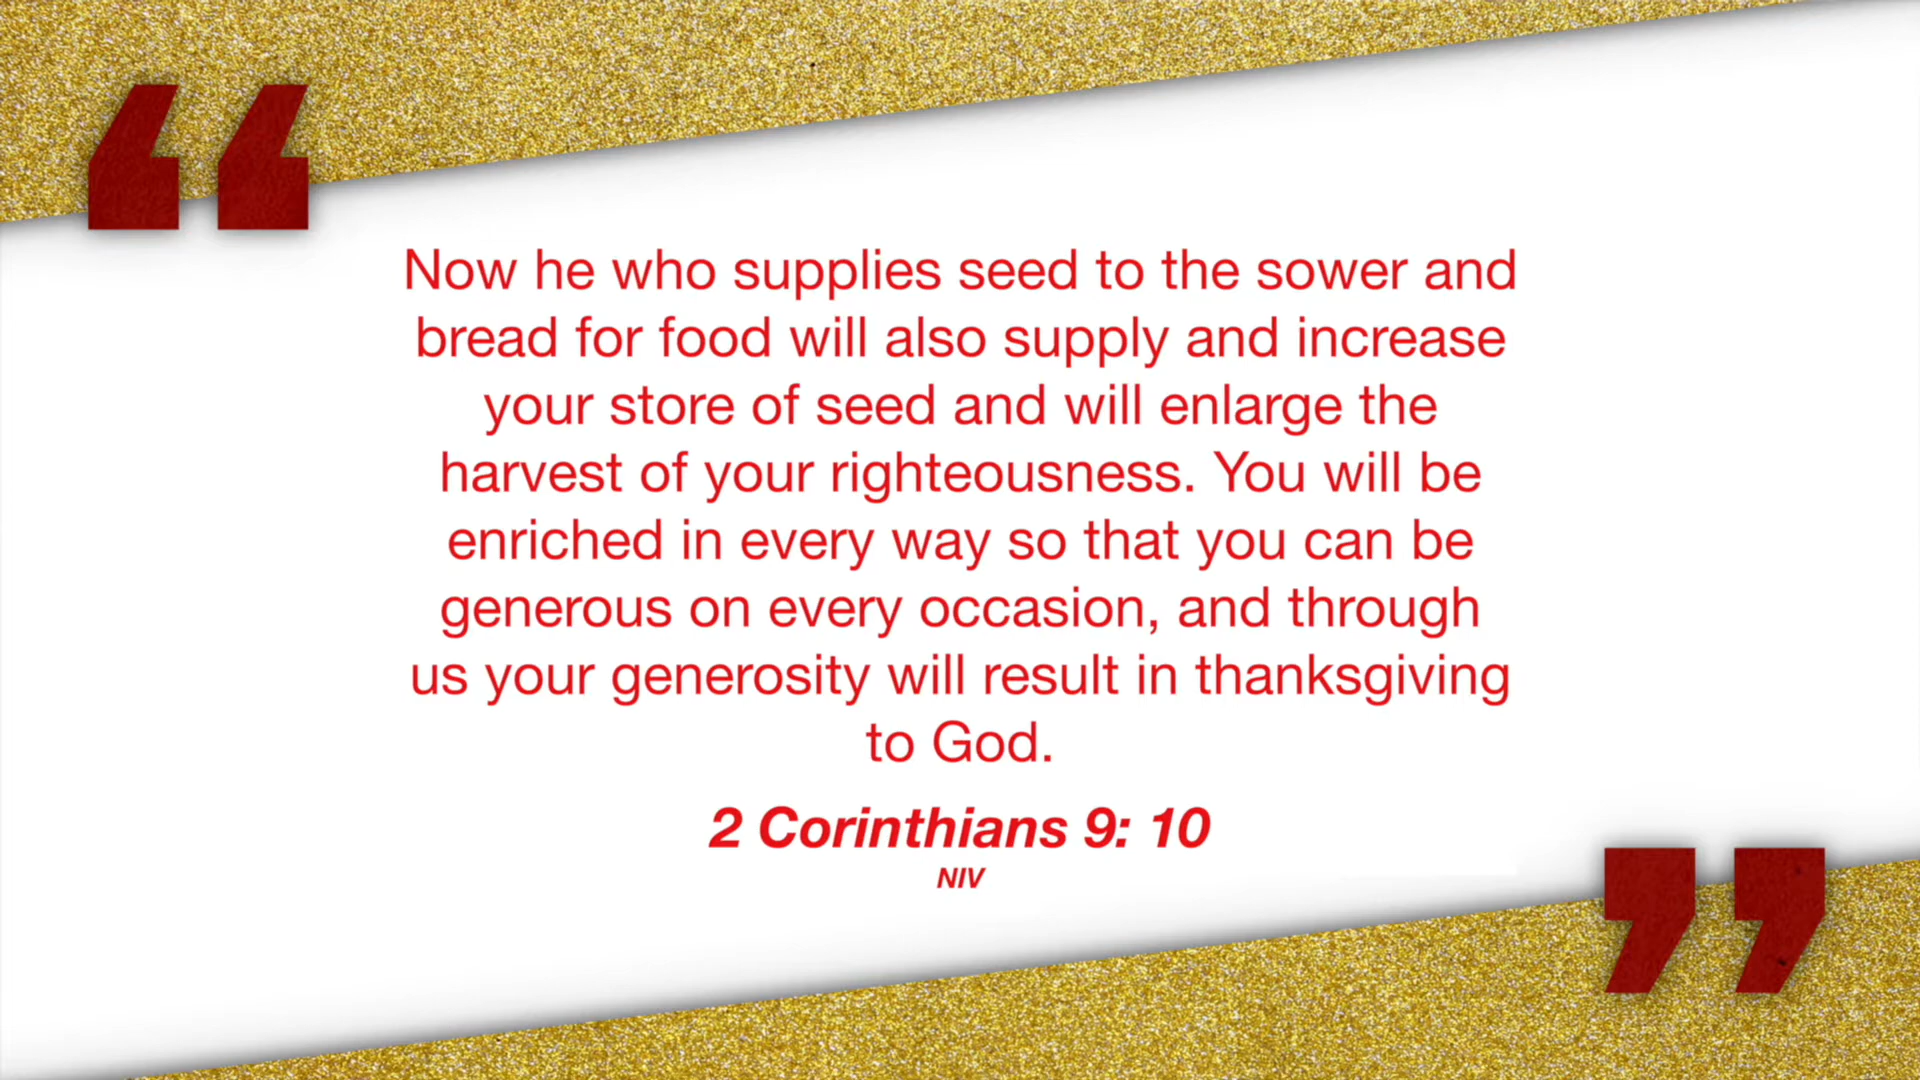 “
Now he who supplies seed to the sower and
bread for food will also supply and increase
your store of seed and will enlarge the
harvest of your righteousness. You will be
enriched in every way so that you can be
generous on every occasion, and through
us your generosity will result in thanksgiving
to God.
2 Corinthians 9: 10
NIV
”